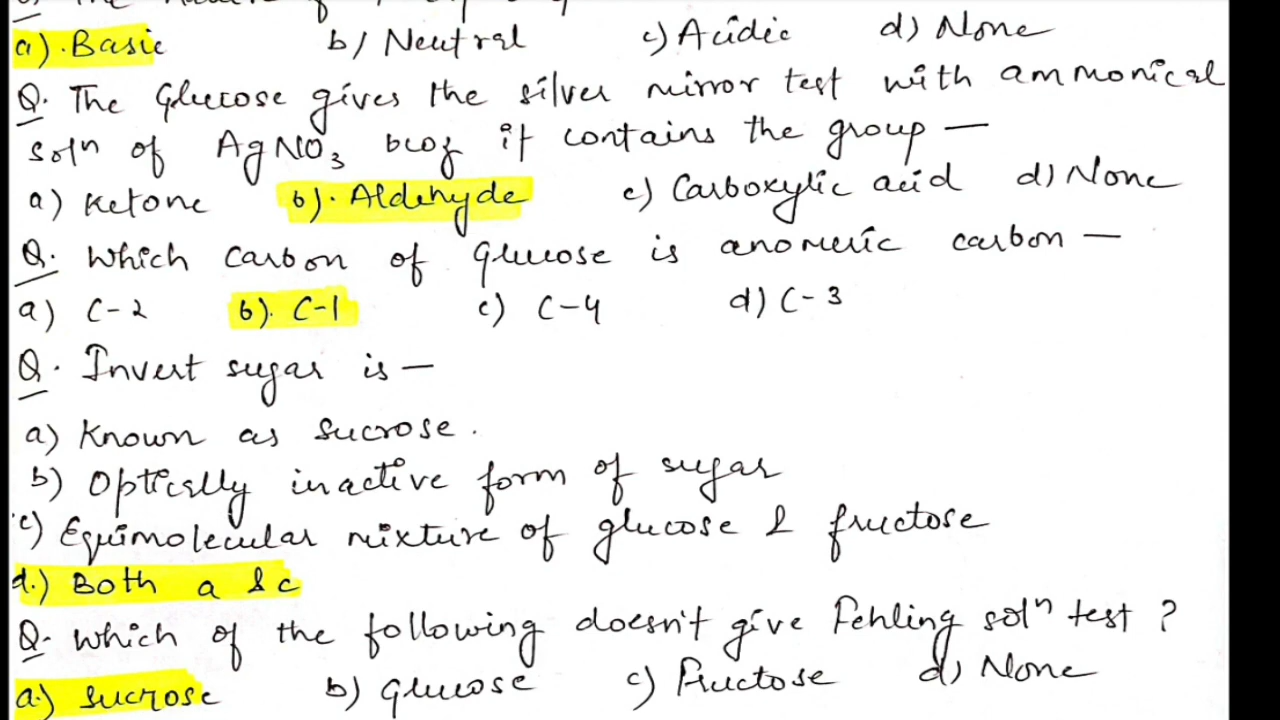 a). Basic b) Neutral c) Acidic d) None
Q. The Glucose gives the silver mirror test with ammonical
solⁿ of AgNO₃ bcoz it contains the group —
a) Ketone b). Aldehyde c) Carboxylic acid d) None
Q. Which carbon of glucose is anomeric carbon —
a) C-2 b). C-1 c) C-4 d) C-3
Q. Invert sugar is —
a) Known as sucrose.
b) Optically inactive form of sugar
c) Equimolecular mixture of glucose & fructose
d.) Both a & c
Q. Which of the following doesn't give Fehling solⁿ test ?
a.) Sucrose b) glucose c) Fructose d) None